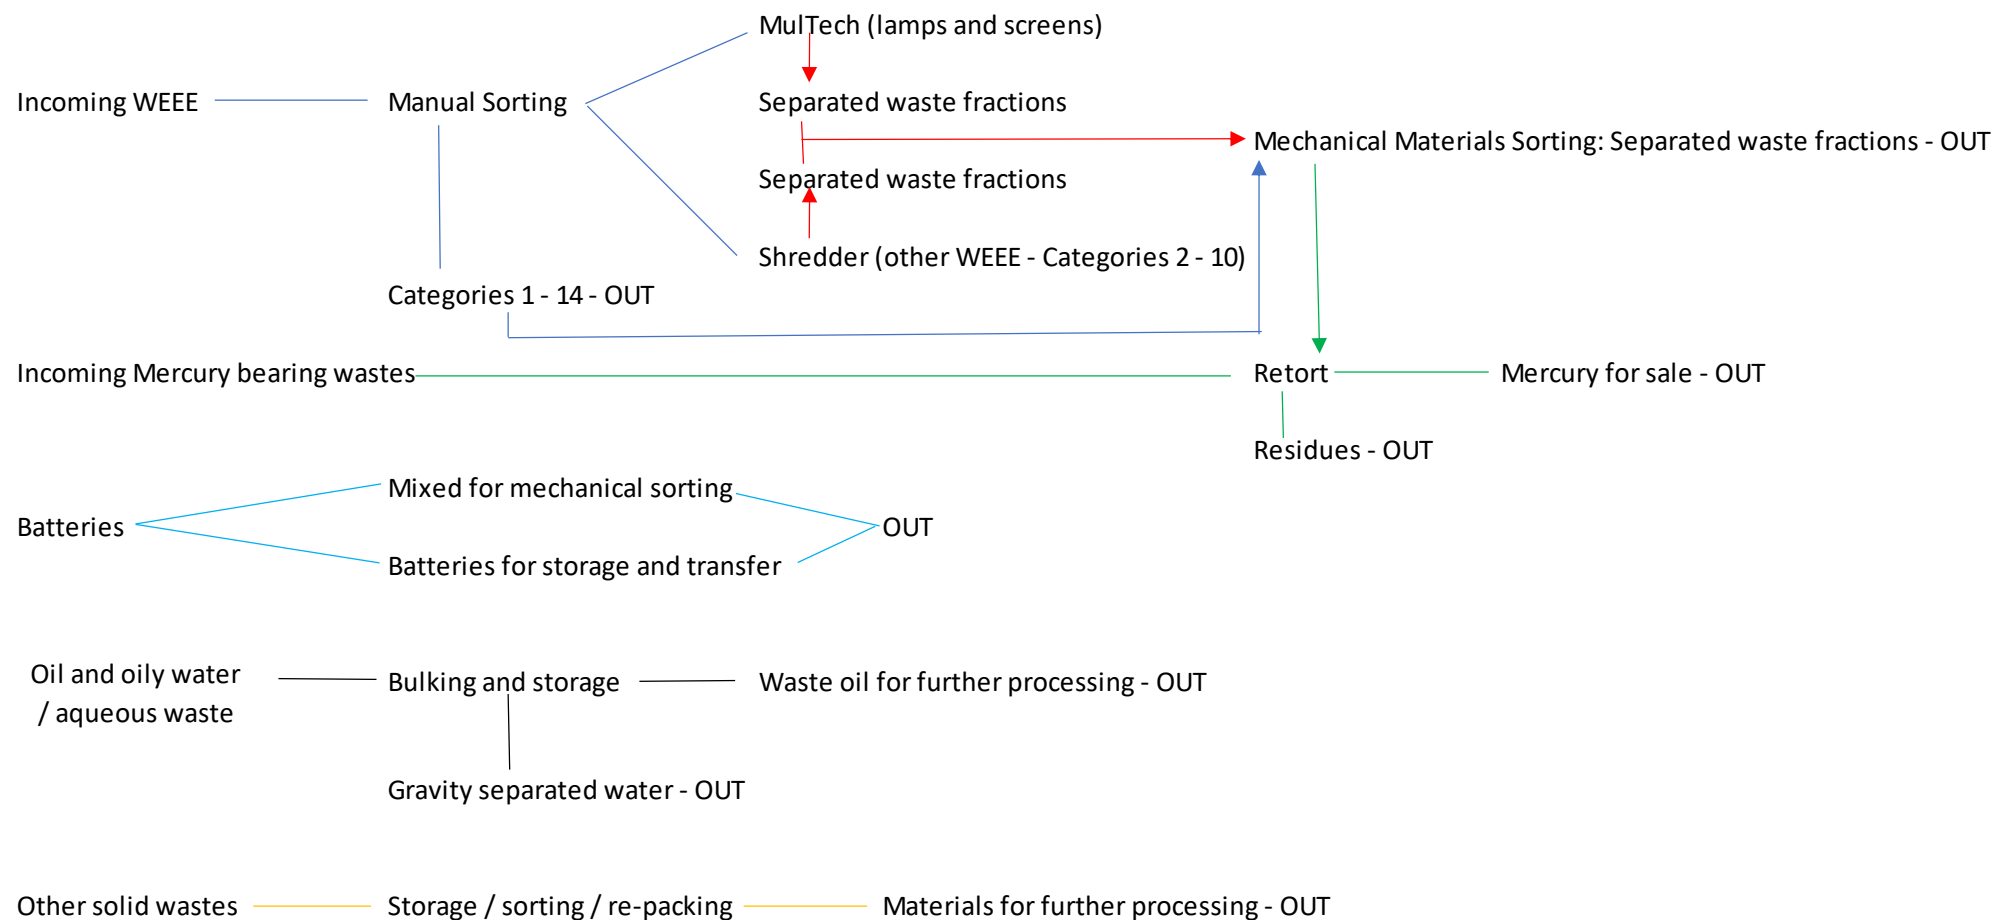 MulTech (lamps and screens)
Incoming WEEE
Manual Sorting
Separated waste fractions
Mechanical Materials Sorting: Separated waste fractions - OUT
Separated waste fractions
Shredder (other WEEE - Categories 2 - 10)
Categories 1 - 14 - OUT
Incoming Mercury bearing wastes
Retort
Mercury for sale - OUT
Residues - OUT
Mixed for mechanical sorting
Batteries
OUT
Batteries for storage and transfer
Oil and oily water
/ aqueous waste
Bulking and storage
Waste oil for further processing - OUT
Gravity separated water - OUT
Other solid wastes
Storage / sorting / re-packing
Materials for further processing - OUT